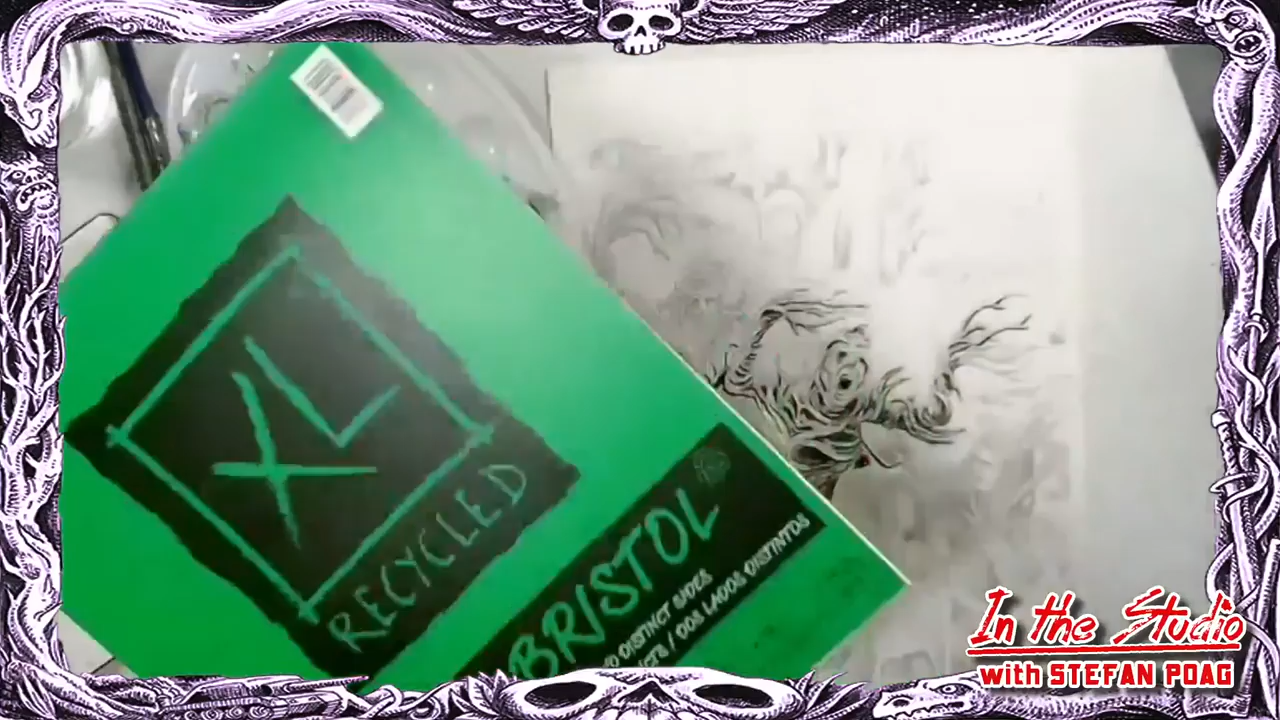 XL
RECYCLED
BRISTOL
DISTINCT SIDES
/ DOS LADOS DISTINTOS
In the Studio
with STEFAN POAG